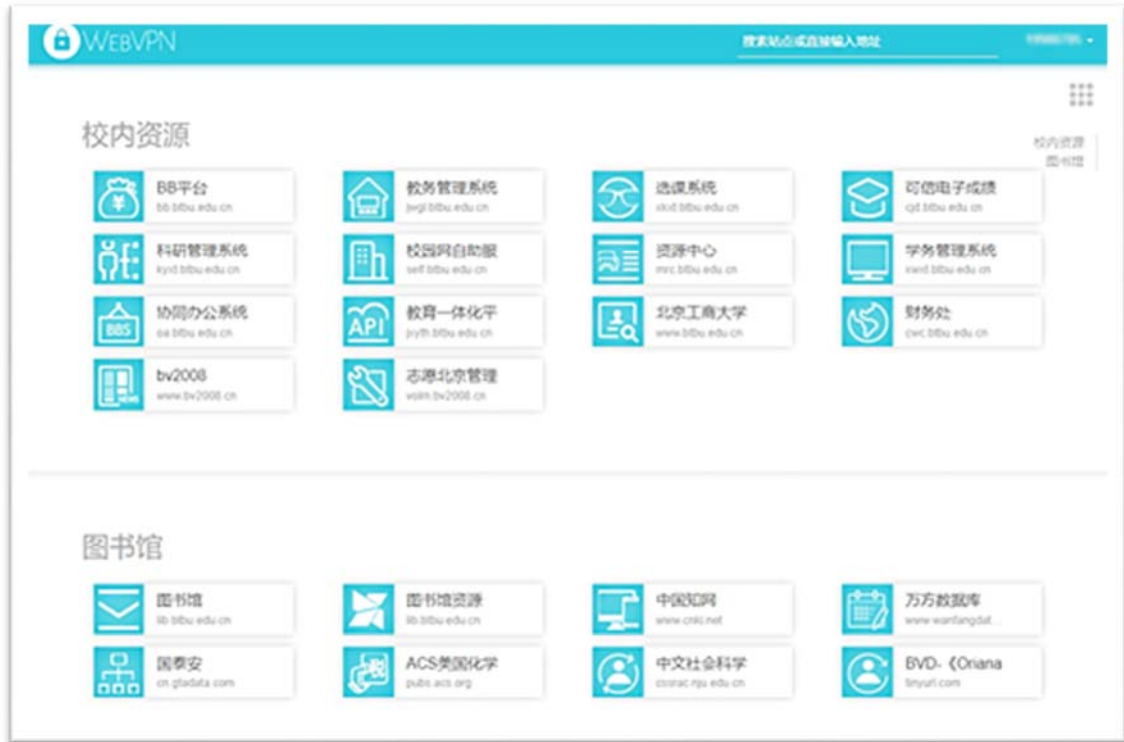 WEBVPN
搜索站点或直接输入地址
校内资源
校内资源
图书馆
BB平台
bb.btbu.edu.cn
教务管理系统
jwgl.btbu.edu.cn
选课系统
xkxt.btbu.edu.cn
可信电子成绩
cjd.btbu.edu.cn
科研管理系统
kyxt.btbu.edu.cn
校园网自助服
self.btbu.edu.cn
资源中心
mrc.btbu.edu.cn
学务管理系统
xwxt.btbu.edu.cn
BBS
协同办公系统
oa.btbu.edu.cn
API
教育一体化平
jxyth.btbu.edu.cn
北京工商大学
www.btbu.edu.cn
财务处
cwc.btbu.edu.cn
NEWS
bv2008
www.bv2008.cn
志愿北京管理
volm.bv2008.cn
图书馆
图书馆
lib.btbu.edu.cn
图书馆资源
lib.btbu.edu.cn
中国知网
www.cnki.net
万方数据库
www.wanfangdat...
国泰安
cn.gtadata.com
ACS美国化学
pubs.acs.org
中文社会科学
cssrac.nju.edu.cn
BVD-《Oriana
tinyurl.com